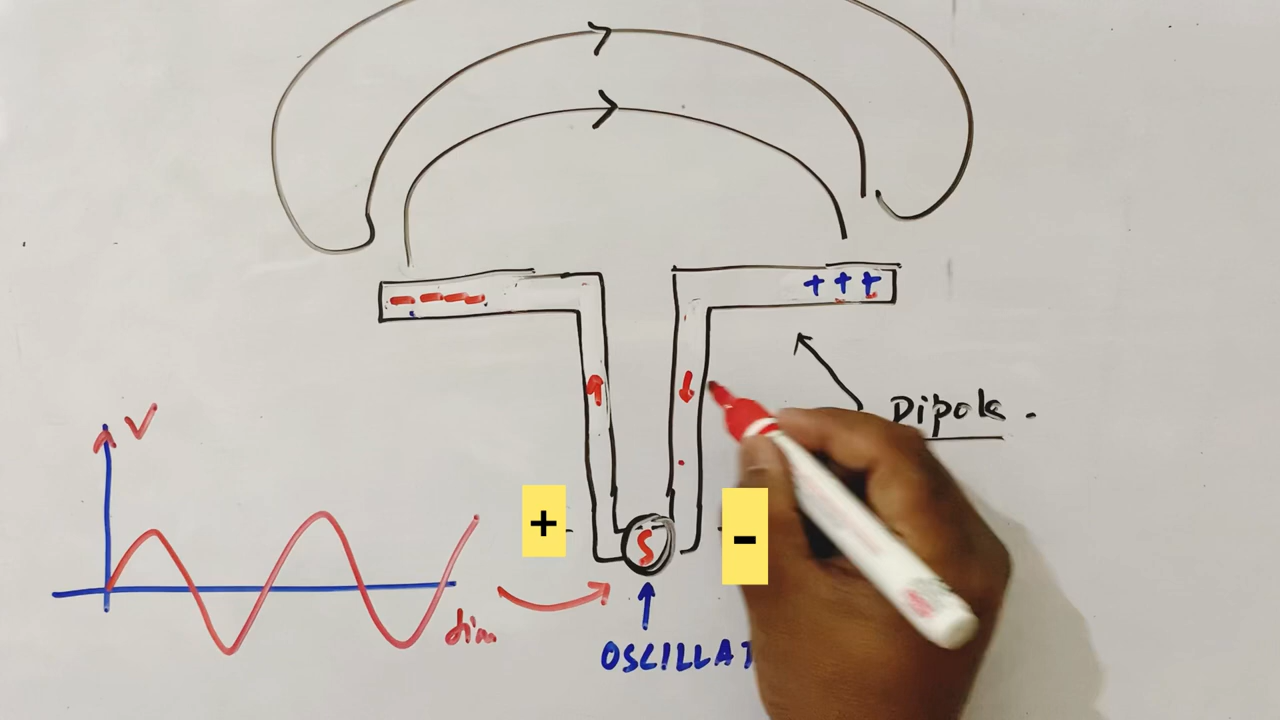 - - - -
+ + +
Dipole.
V
+
S
-
OSCILLAT